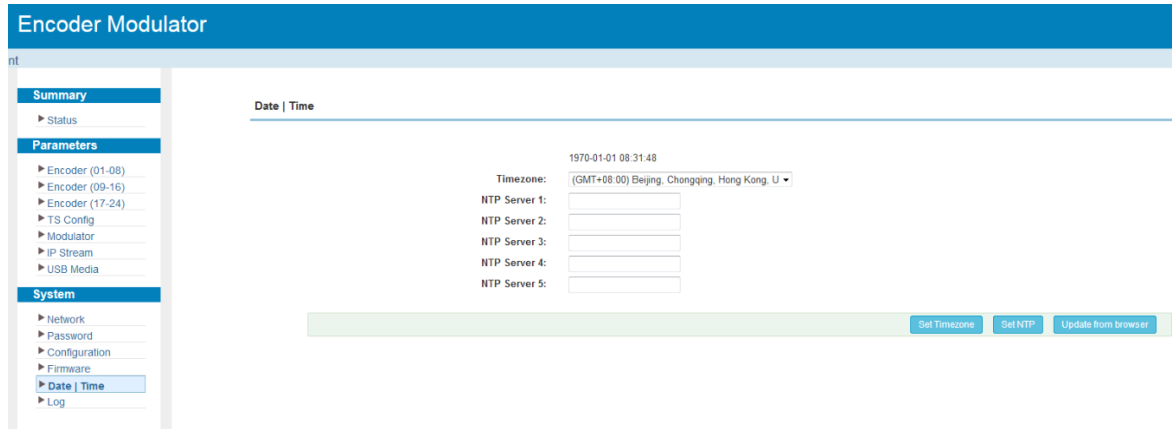 Encoder Modulator
nt
Summary
Status
Parameters
Encoder (01-08)
Encoder (09-16)
Encoder (17-24)
TS Config
Modulator
IP Stream
USB Media
System
Network
Password
Configuration
Firmware
Date | Time
Log
Date | Time
1970-01-01 08:31:48
Timezone: (GMT+08:00) Beijing, Chongqing, Hong Kong, U
NTP Server 1:
NTP Server 2:
NTP Server 3:
NTP Server 4:
NTP Server 5:
Set Timezone Set NTP Update from browser